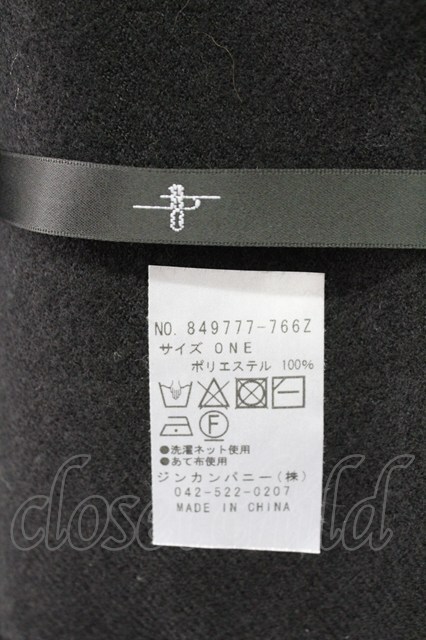 NO. 849777-766Z
サイズ ONE
ポリエステル 100%
F
●洗濯ネット使用
●あて布使用
ジンカンパニー(株)
042-522-0207
MADE IN CHINA